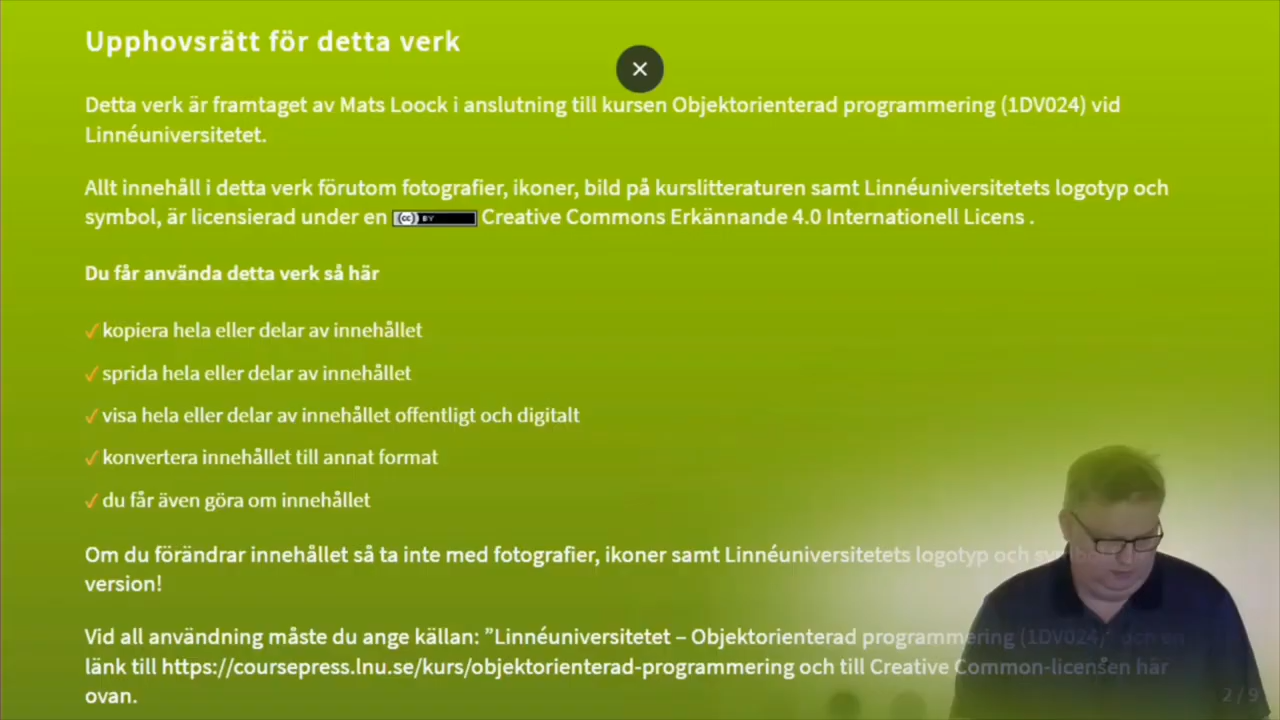 Upphovsrätt för detta verk
Detta verk är framtaget av Mats Loock i anslutning till kursen Objektorienterad programmering (1DV024) vid
Linnéuniversitetet.
Allt innehåll i detta verk förutom fotografier, ikoner, bild på kurslitteraturen samt Linnéuniversitetets logotyp och
symbol, är licensierad under en (cc) BY Creative Commons Erkännande 4.0 Internationell Licens .
Du får använda detta verk så här
✓ kopiera hela eller delar av innehållet
✓ sprida hela eller delar av innehållet
✓ visa hela eller delar av innehållet offentligt och digitalt
✓ konvertera innehållet till annat format
✓ du får även göra om innehållet
Om du förändrar innehållet så ta inte med fotografier, ikoner samt Linnéuniversitetets logotyp och
version!
Vid all användning måste du ange källan: ”Linnéuniversitetet – Objektorienterad programmering (1DV024)” och en
länk till https://coursepress.lnu.se/kurs/objektorienterad-programmering och till Creative Common-licensen här
ovan.
2 / 9